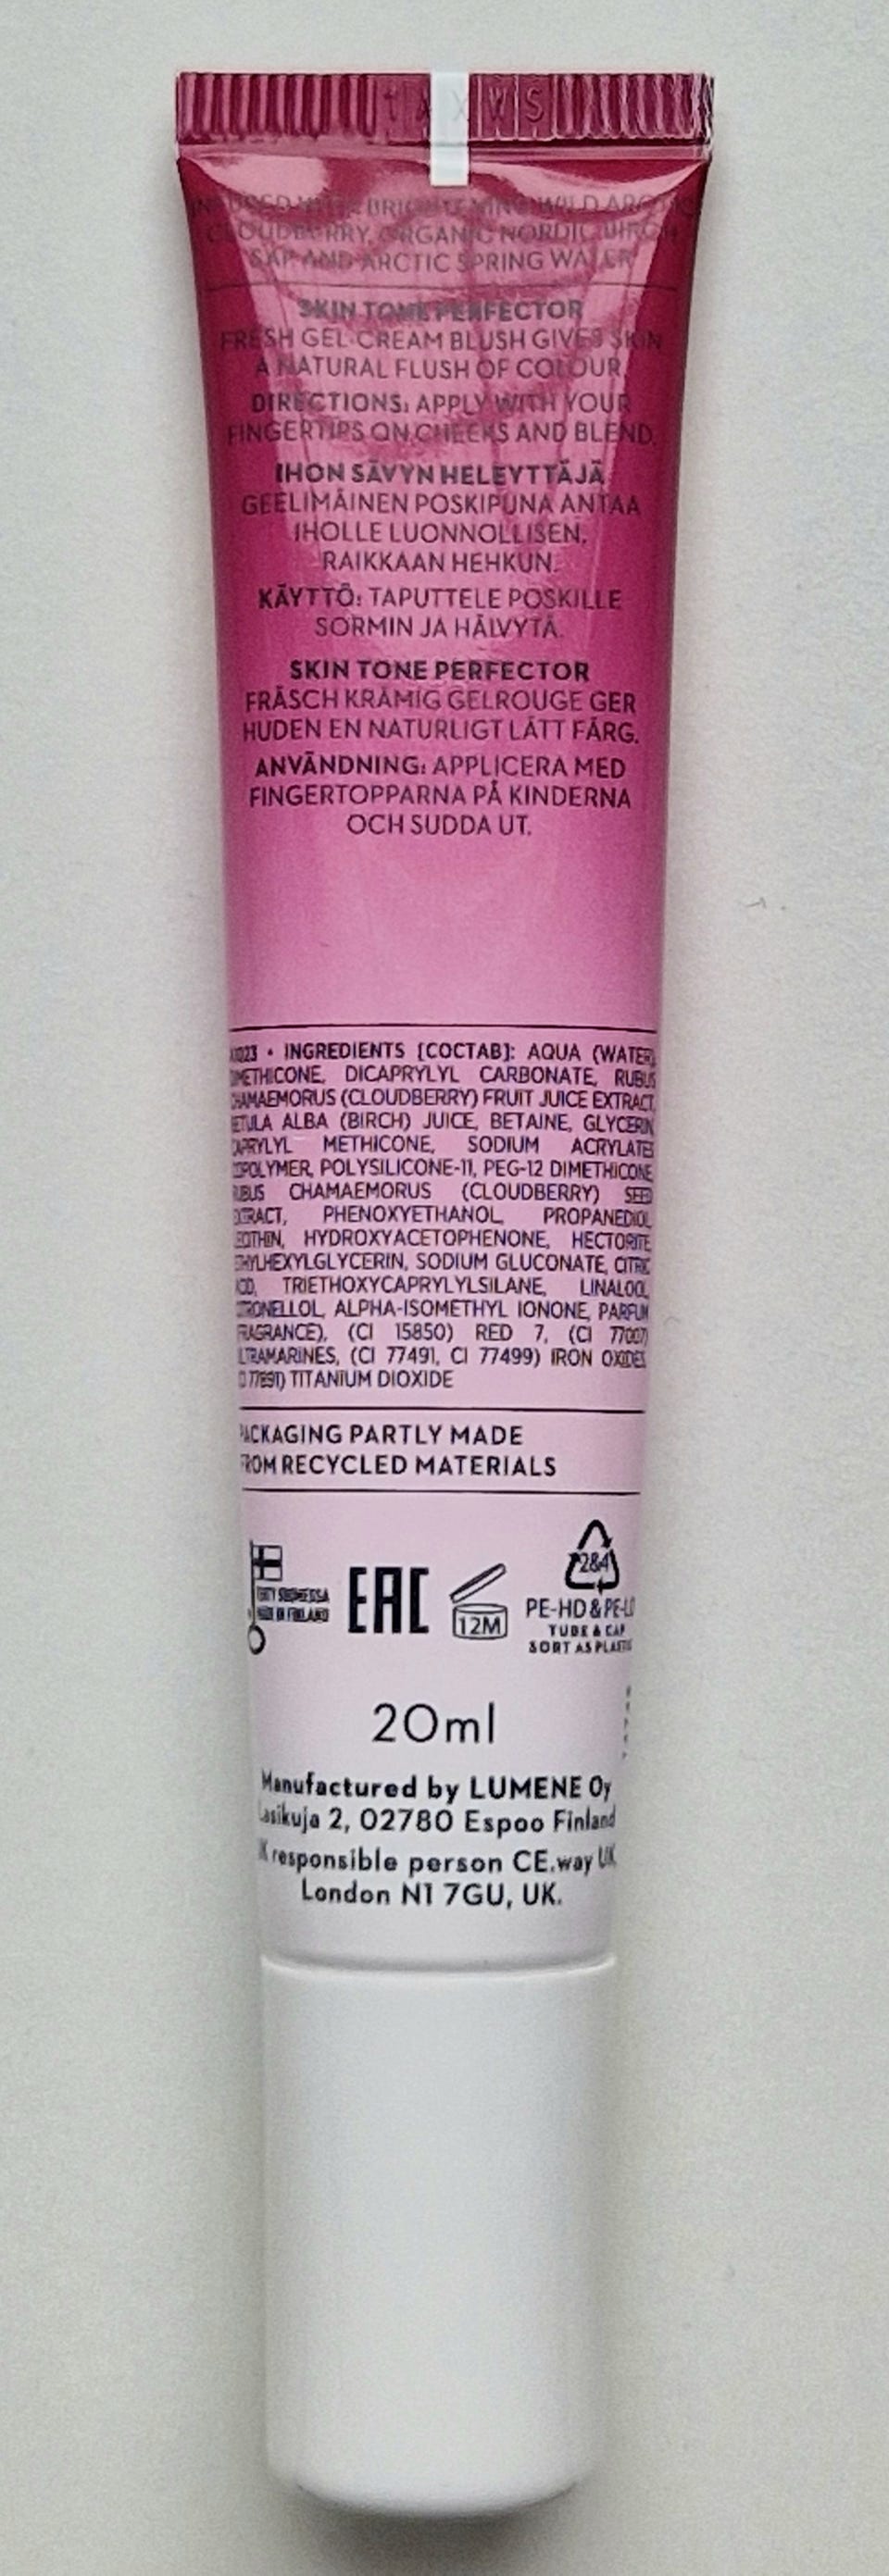 INFUSED WITH BRIGHTENING WILD ARCTIC
CLOUDBERRY, ORGANIC NORDIC BIRCH
SAP AND ARCTIC SPRING WATER
SKIN TONE PERFECTOR
FRESH GEL-CREAM BLUSH GIVES SKIN
A NATURAL FLUSH OF COLOUR.
DIRECTIONS: APPLY WITH YOUR
FINGERTIPS ON CHEEKS AND BLEND.
IHON SÄVYN HELEYTTÄJÄ
GEELIMÄINEN POSKIPUNA ANTAA
IHOLLE LUONNOLLISEN,
RAIKKAAN HEHKUN.
KÄYTTÖ: TAPUTTELE POSKILLE
SORMIN JA HÄIVYTÄ.
SKIN TONE PERFECTOR
FRÄSCH KRÄMIG GELROUGE GER
HUDEN EN NATURLIGT LÄTT FÄRG.
ANVÄNDNING: APPLICERA MED
FINGERTOPPARNA PÅ KINDERNA
OCH SUDDA UT.
• INGREDIENTS [СОСТАВ]: AQUA (WATER),
DIMETHICONE, DICAPRYLYL CARBONATE, RUBUS
CHAMAEMORUS (CLOUDBERRY) FRUIT JUICE EXTRACT,
BETULA ALBA (BIRCH) JUICE, BETAINE, GLYCERIN,
CAPRYLYL METHICONE, SODIUM ACRYLATES
COPOLYMER, POLYSILICONE-11, PEG-12 DIMETHICONE,
RUBUS CHAMAEMORUS (CLOUDBERRY) SEED
EXTRACT, PHENOXYETHANOL, PROPANEDIOL,
LECITHIN, HYDROXYACETOPHENONE, HECTORITE,
ETHYLHEXYLGLYCERIN, SODIUM GLUCONATE, CITRIC
ACID, TRIETHOXYCAPRYLYLSILANE, LINALOOL,
CITRONELLOL, ALPHA-ISOMETHYL IONONE, PARFUM
(FRAGRANCE), (CI 15850) RED 7, (CI 77007)
ULTRAMARINES, (CI 77491, CI 77499) IRON OXIDES,
(CI 77891) TITANIUM DIOXIDE
PACKAGING PARTLY MADE
FROM RECYCLED MATERIALS
TEHTY SUOMESSA
MADE IN FINLAND
EAC
12M
2&4
PE-HD & PE-LD
TUBE & CAP
SORT AS PLASTIC
20ml
Manufactured by LUMENE Oy
Lasikuja 2, 02780 Espoo Finland
UK responsible person CE.way UK
London N1 7GU, UK.